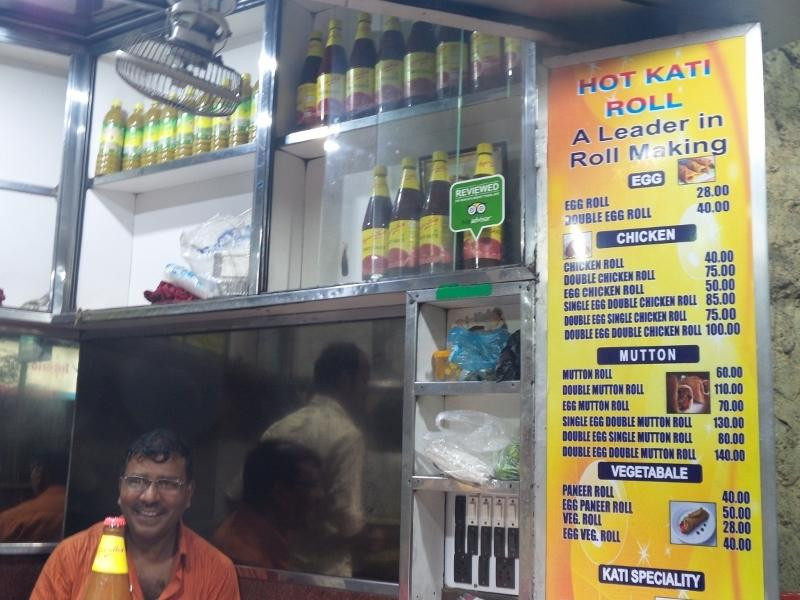 HOT KATI
ROLL
A Leader in
Roll Making
EGG
EGG ROLL 28.00
DOUBLE EGG ROLL 40.00
CHICKEN
CHICKEN ROLL 40.00
DOUBLE CHICKEN ROLL 75.00
EGG CHICKEN ROLL 50.00
SINGLE EGG DOUBLE CHICKEN ROLL 85.00
DOUBLE EGG SINGLE CHICKEN ROLL 75.00
DOUBLE EGG DOUBLE CHICKEN ROLL 100.00
MUTTON
MUTTON ROLL 60.00
DOUBLE MUTTON ROLL 110.00
EGG MUTTON ROLL 70.00
SINGLE EGG DOUBLE MUTTON ROLL 130.00
DOUBLE EGG SINGLE MUTTON ROLL 80.00
DOUBLE EGG DOUBLE MUTTON ROLL 140.00
VEGETABALE
PANEER ROLL 40.00
EGG PANEER ROLL 50.00
VEG. ROLL 28.00
EGG VEG. ROLL 40.00
KATI SPECIALITY
REVIEWED
advisor